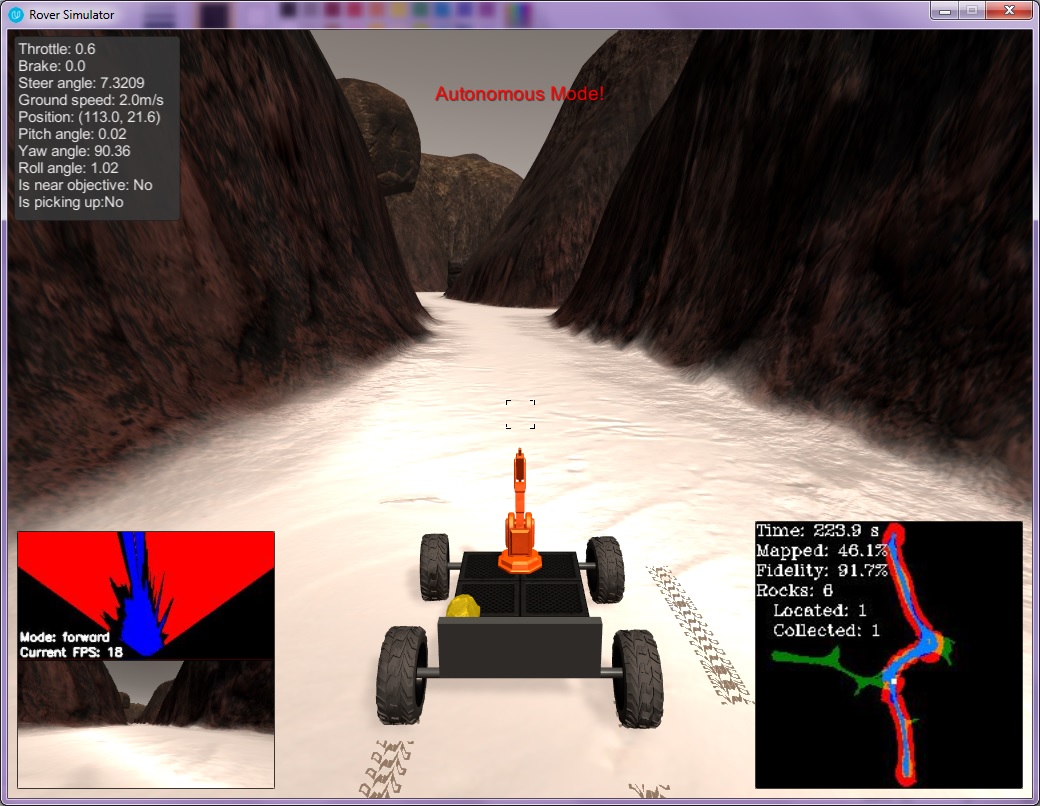 Rover Simulator
Throttle: 0.6
Brake: 0.0
Steer angle: 7.3209
Ground speed: 2.0m/s
Position: (113.0, 21.6)
Pitch angle: 0.02
Yaw angle: 90.36
Roll angle: 1.02
Is near objective: No
Is picking up:No
Autonomous Mode!
Mode: forward
Current FPS: 18
Time: 223.9 s
Mapped: 46.1%
Fidelity: 91.7%
Rocks: 6
Located: 1
Collected: 1